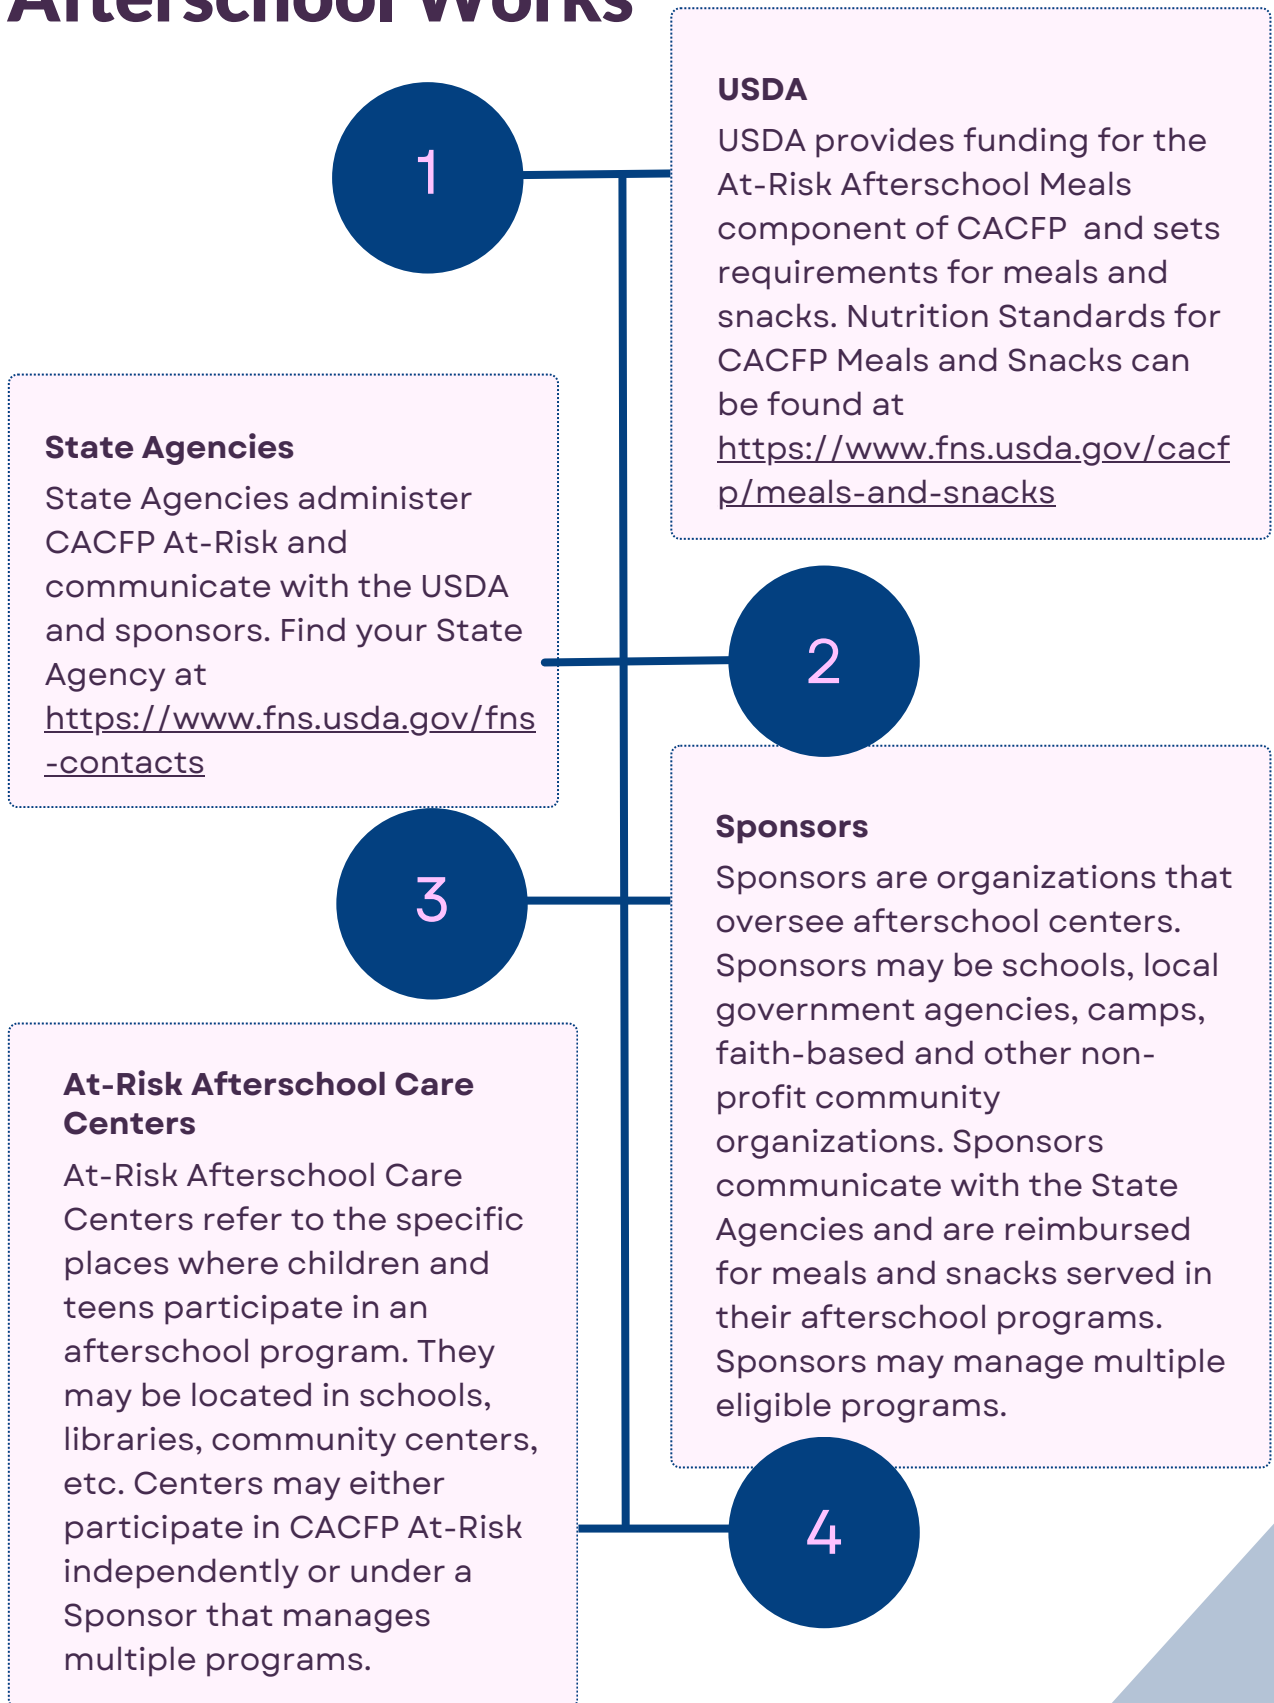 Afterschool Works
1
USDA
USDA provides funding for the
At-Risk Afterschool Meals
component of CACFP and sets
requirements for meals and
snacks. Nutrition Standards for
CACFP Meals and Snacks can
be found at
https://www.fns.usda.gov/cacf
p/meals-and-snacks
State Agencies
State Agencies administer
CACFP At-Risk and
communicate with the USDA
and sponsors. Find your State
Agency at
https://www.fns.usda.gov/fns
-contacts
2
3
Sponsors
Sponsors are organizations that
oversee afterschool centers.
Sponsors may be schools, local
government agencies, camps,
faith-based and other non-
profit community
organizations. Sponsors
communicate with the State
Agencies and are reimbursed
for meals and snacks served in
their afterschool programs.
Sponsors may manage multiple
eligible programs.
At-Risk Afterschool Care
Centers
At-Risk Afterschool Care
Centers refer to the specific
places where children and
teens participate in an
afterschool program. They
may be located in schools,
libraries, community centers,
etc. Centers may either
participate in CACFP At-Risk
independently or under a
Sponsor that manages
multiple programs.
4